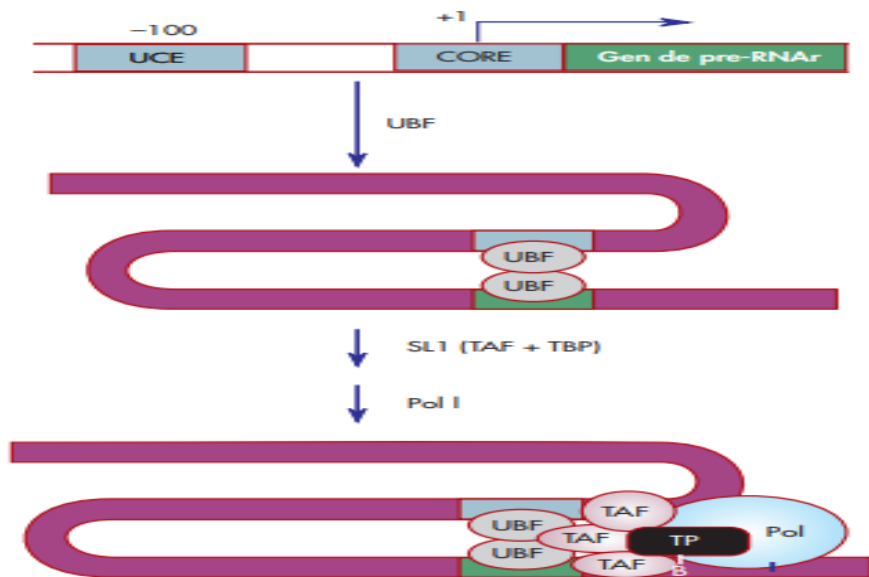 −100
+1
UCE
CORE
Gen de pre-RNAr
UBF
UBF
UBF
SL1 (TAF + TBP)
Pol I
TAF
UBF
TAF
TP
Pol
UBF
TAF
B
I